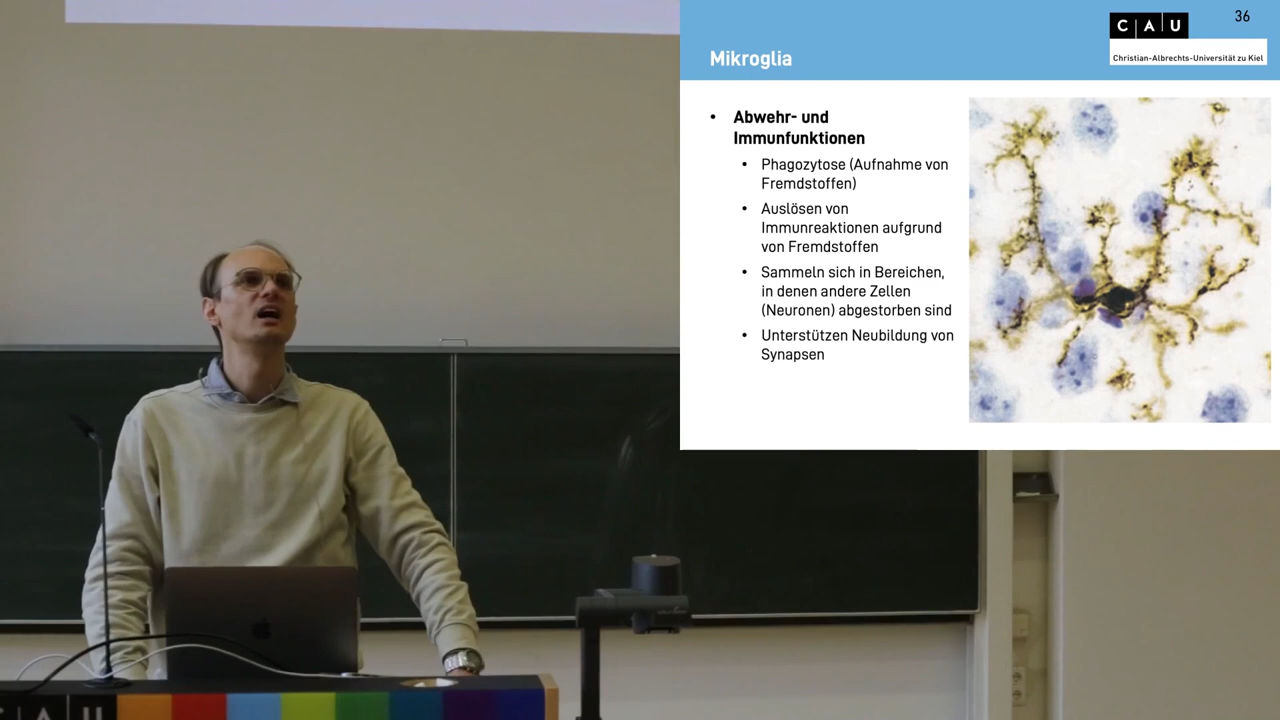 36
C A U
Christian-Albrechts-Universität zu Kiel
Mikroglia
• Abwehr- und
Immunfunktionen
• Phagozytose (Aufnahme von
Fremdstoffen)
• Auslösen von
Immunreaktionen aufgrund
von Fremdstoffen
• Sammeln sich in Bereichen,
in denen andere Zellen
(Neuronen) abgestorben sind
• Unterstützen Neubildung von
Synapsen
C A U